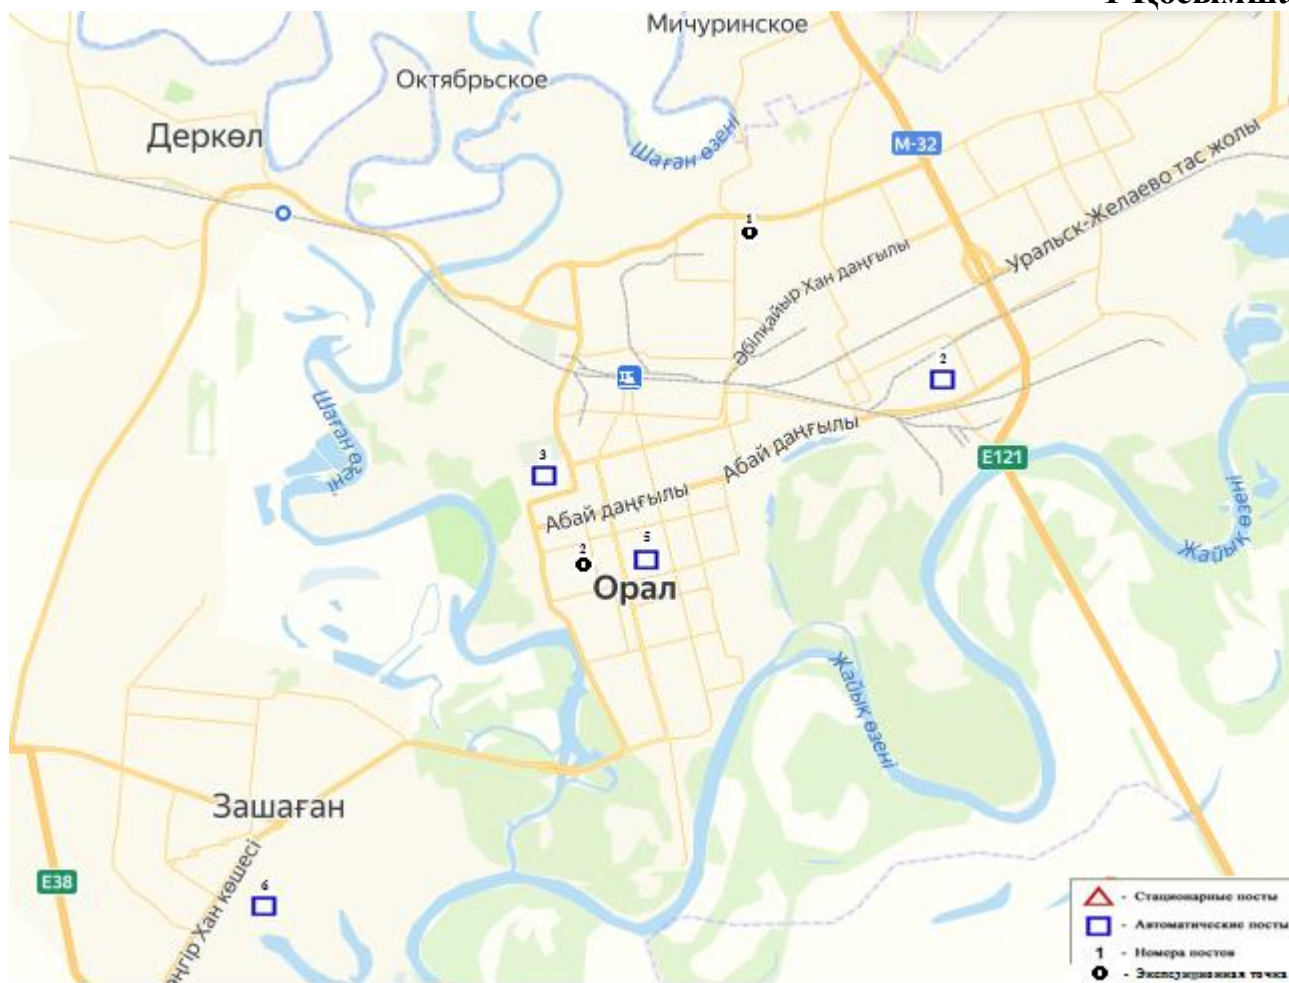 Мичуринское
Октябрьское
Деркөл
Шаған өзені
М-32
Уральск-Желаево тас жолы
1
Әбілқайыр Хан даңғылы
2
Шаған өзені
3
Абай даңғылы
Абай даңғылы
E121
Жайық өзені
2
5
Орал
Жайық өзені
Зашаған
E38
6
әңгір Хан көшесі
- Стационарные посты
- Автоматические посты
1 - Номера постов
- Экспедиционная точка